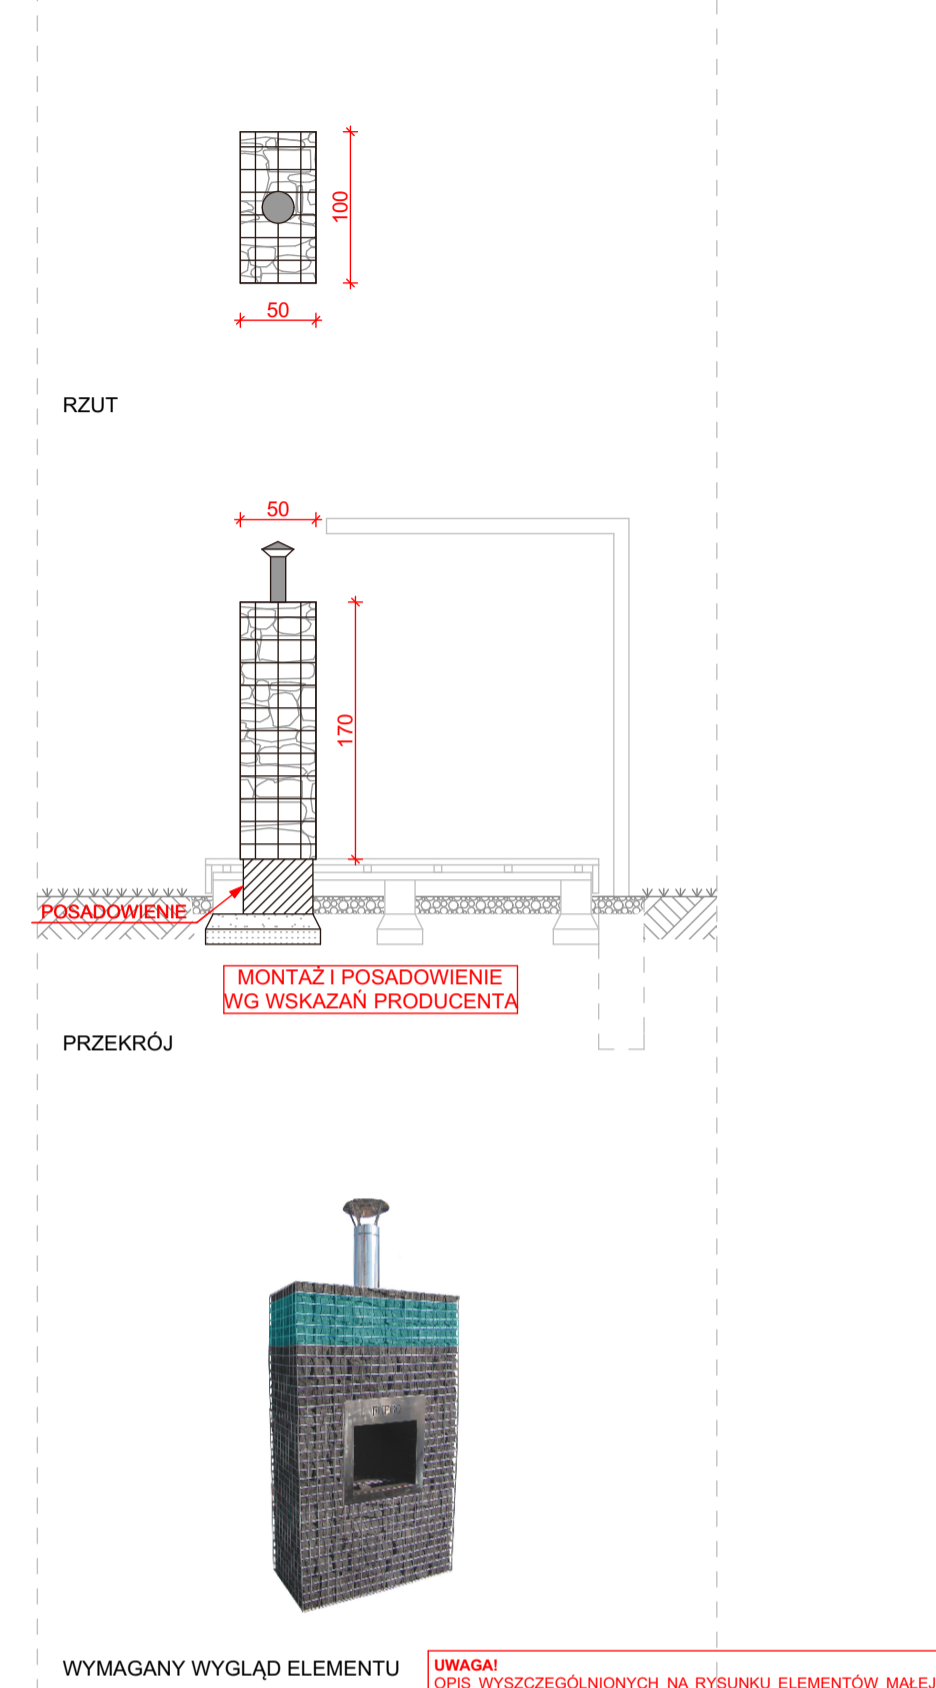 100
50
RZUT
50
170
POSADOWIENIE
MONTAŻ I POSADOWIENIE
WG WSKAZAŃ PRODUCENTA
PRZEKRÓJ
WYMAGANY WYGLĄD ELEMENTU
UWAGA!
OPIS WYSZCZEGÓLNIONYCH NA RYSUNKU ELEMENTÓW MAŁEJ